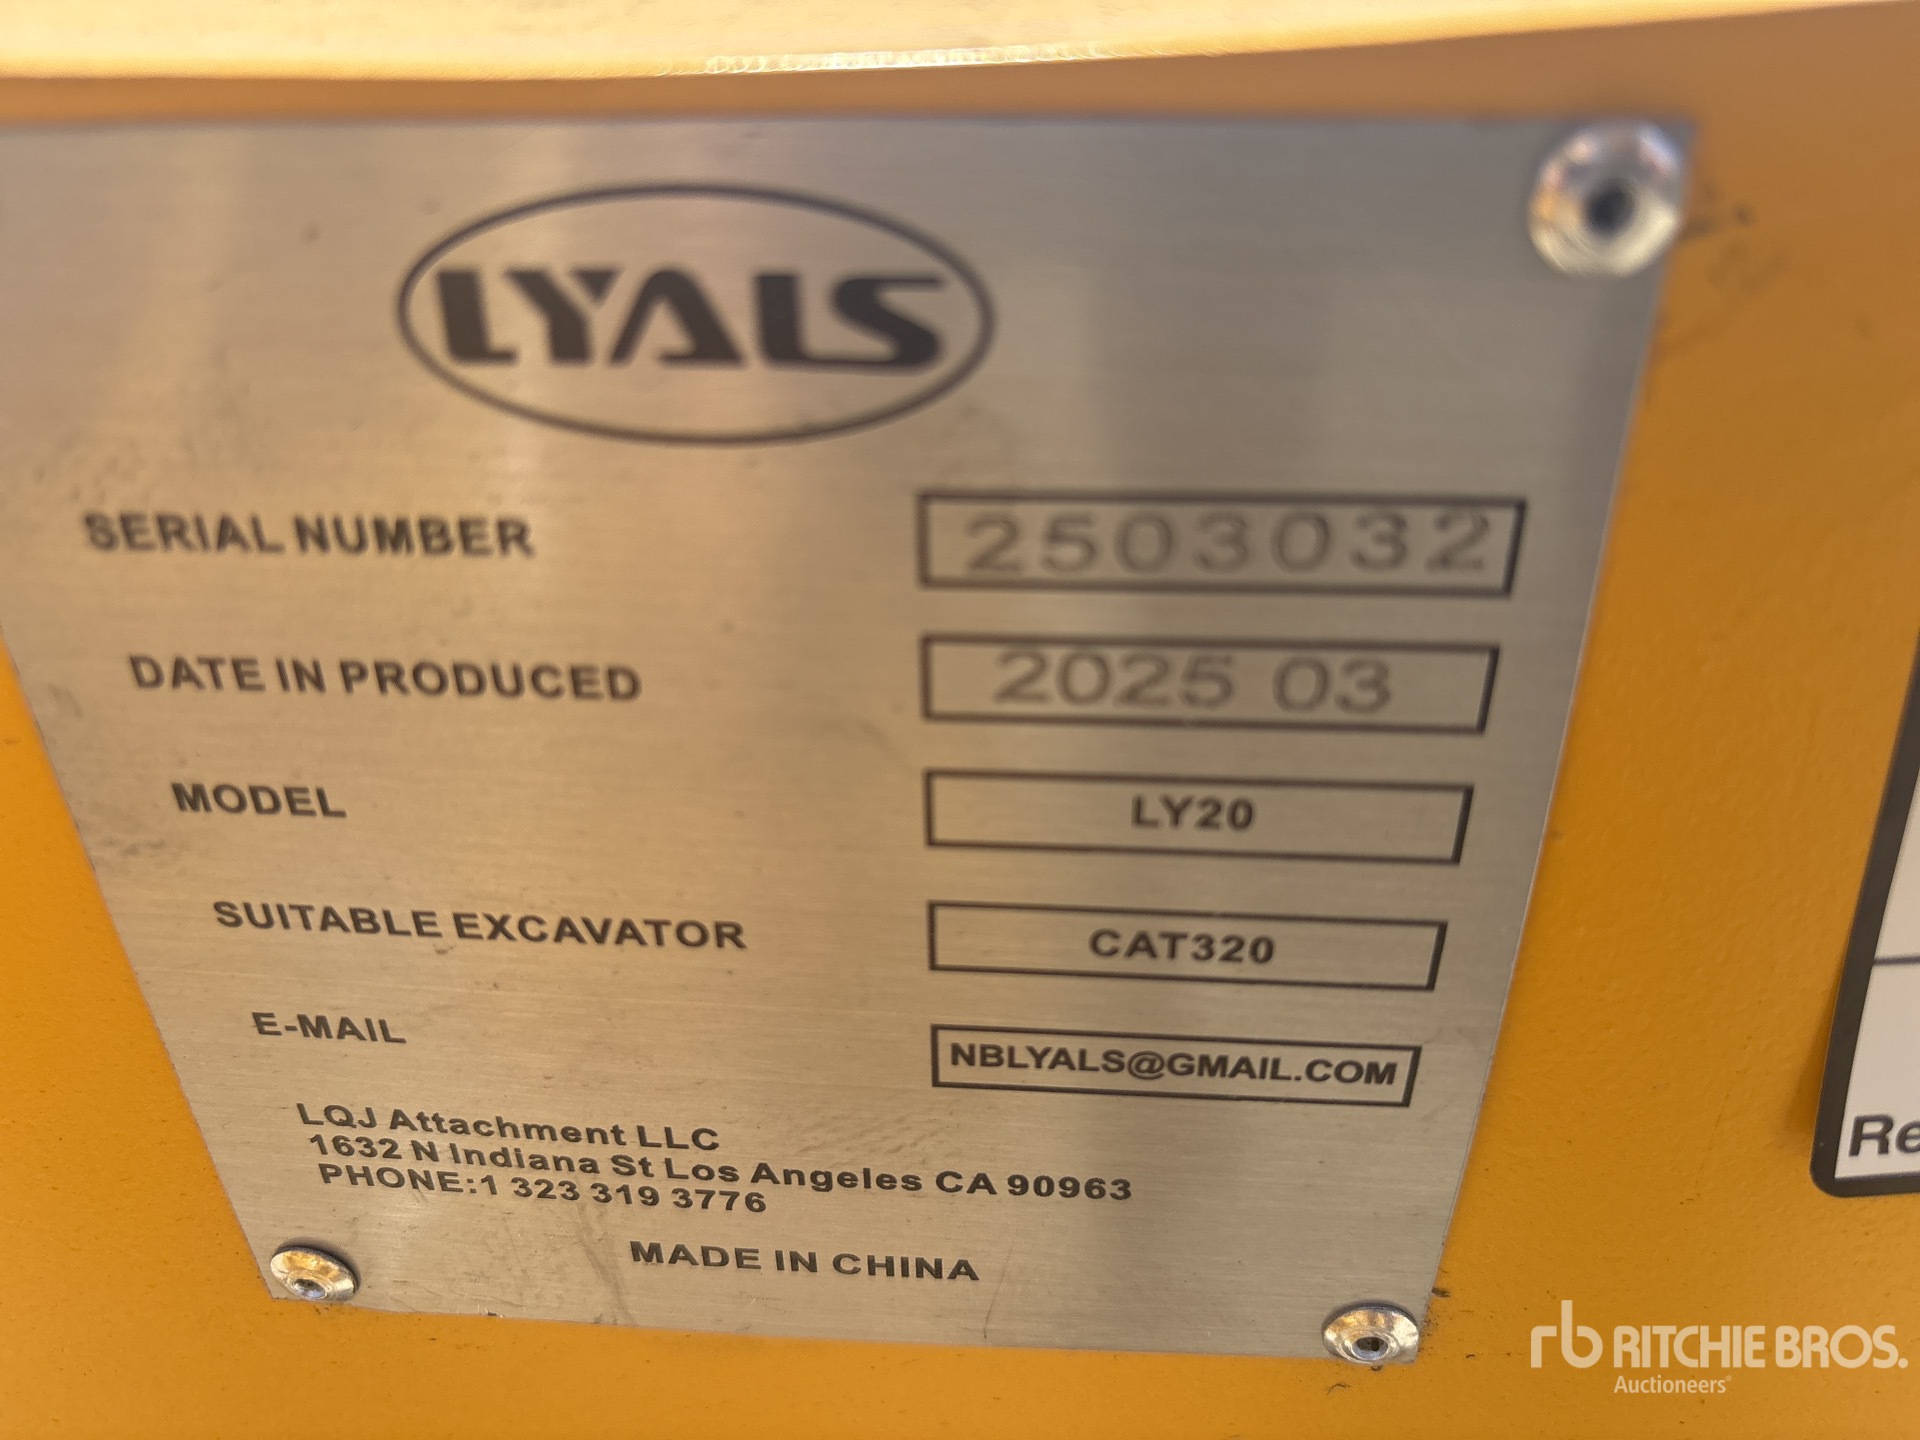 LYALS
SERIAL NUMBER 2503032
DATE IN PRODUCED 2025 03
MODEL LY20
SUITABLE EXCAVATOR CAT320
E-MAIL NBLYALS@GMAIL.COM
LQJ Attachment LLC
1632 N Indiana St Los Angeles CA 90963
PHONE:1 323 319 3776
MADE IN CHINA
Re
rb RITCHIE BROS.
Auctioneers